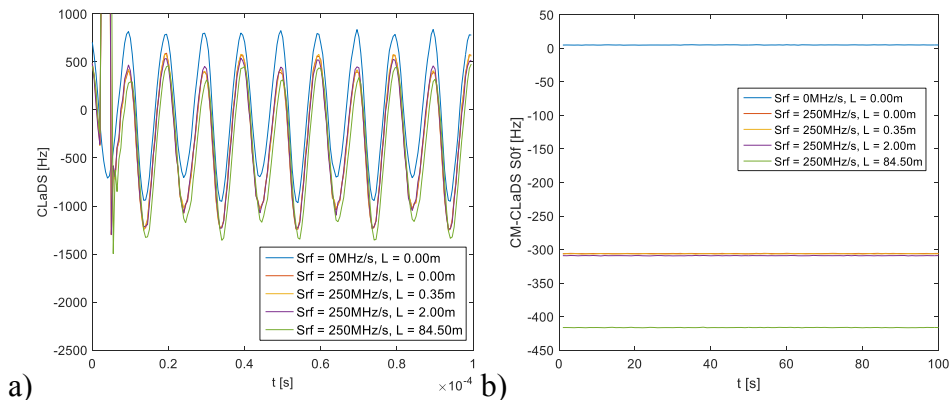 1000
500
0
-500
-1000
-1500
-2000
-2500
CLaDS [Hz]
Srf = 0MHz/s, L = 0.00m
Srf = 250MHz/s, L = 0.00m
Srf = 250MHz/s, L = 0.35m
Srf = 250MHz/s, L = 2.00m
Srf = 250MHz/s, L = 84.50m
0 0.2 0.4 0.6 0.8 1
t [s]
×10⁻⁴
a)
50
0
-50
-100
-150
-200
-250
-300
-350
-400
-450
CM-CLaDS S0f [Hz]
Srf = 0MHz/s, L = 0.00m
Srf = 250MHz/s, L = 0.00m
Srf = 250MHz/s, L = 0.35m
Srf = 250MHz/s, L = 2.00m
Srf = 250MHz/s, L = 84.50m
0 20 40 60 80 100
t [s]
b)